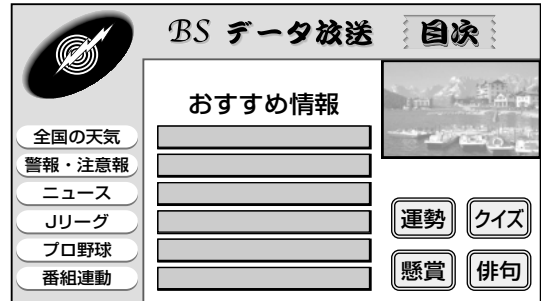 BS データ放送 目次
おすすめ情報
全国の天気
警報・注意報
ニュース
Jリーグ
プロ野球
番組連動
運勢 クイズ
懸賞 俳句